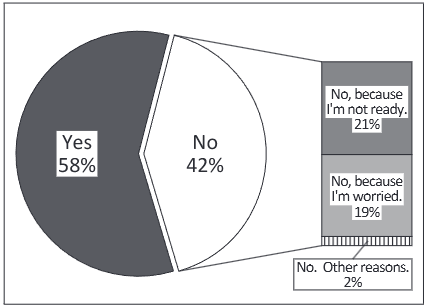 Yes
58%
No
42%
No, because
I'm not ready.
21%
No, because
I'm worried.
19%
No. Other reasons.
2%